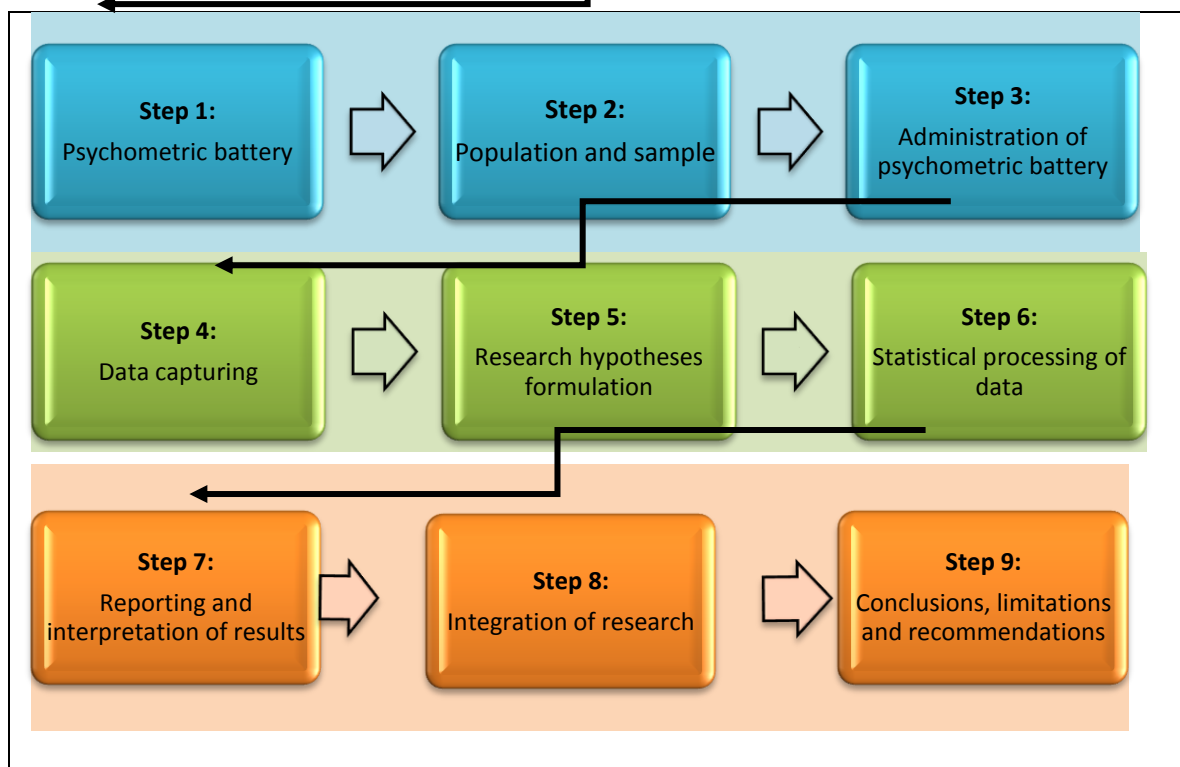 Step 1:
Psychometric battery
Step 2:
Population and sample
Step 3:
Administration of
psychometric battery
Step 4:
Data capturing
Step 5:
Research hypotheses
formulation
Step 6:
Statistical processing of
data
Step 7:
Reporting and
interpretation of results
Step 8:
Integration of research
Step 9:
Conclusions, limitations
and recommendations